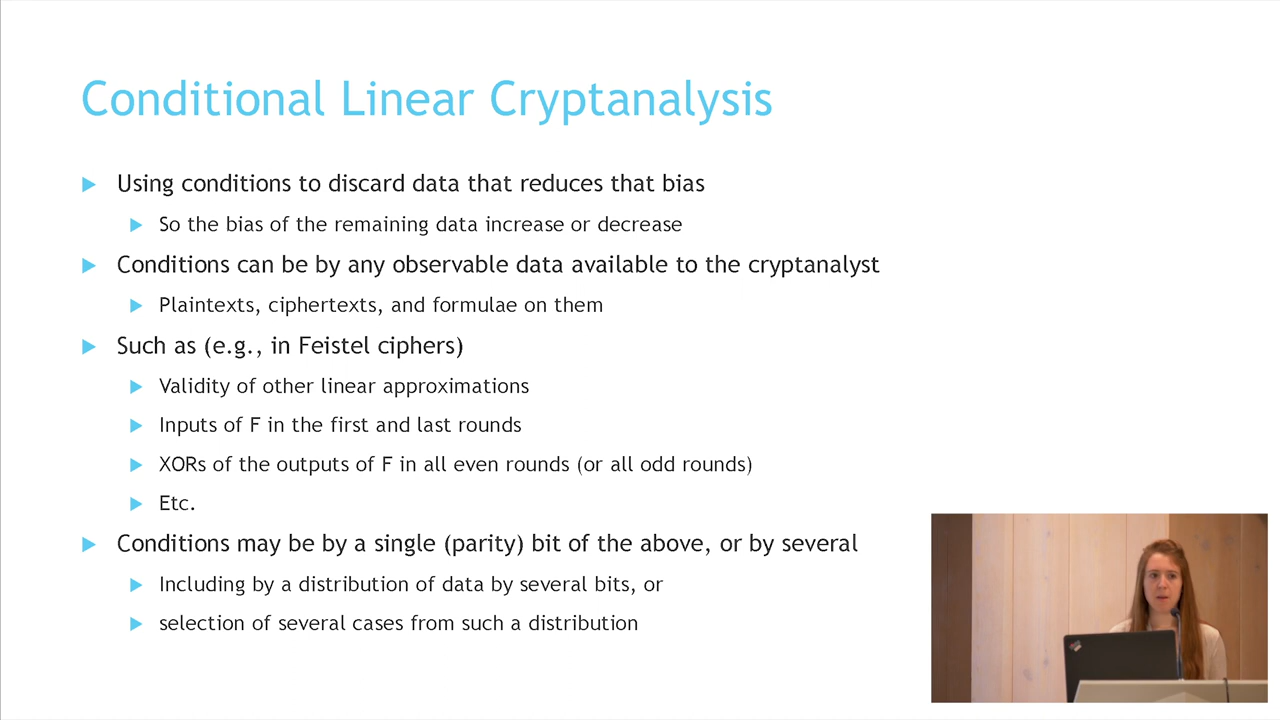 Conditional Linear Cryptanalysis
Using conditions to discard data that reduces that bias
So the bias of the remaining data increase or decrease
Conditions can be by any observable data available to the cryptanalyst
Plaintexts, ciphertexts, and formulae on them
Such as (e.g., in Feistel ciphers)
Validity of other linear approximations
Inputs of F in the first and last rounds
XORs of the outputs of F in all even rounds (or all odd rounds)
Etc.
Conditions may be by a single (parity) bit of the above, or by several
Including by a distribution of data by several bits, or
selection of several cases from such a distribution